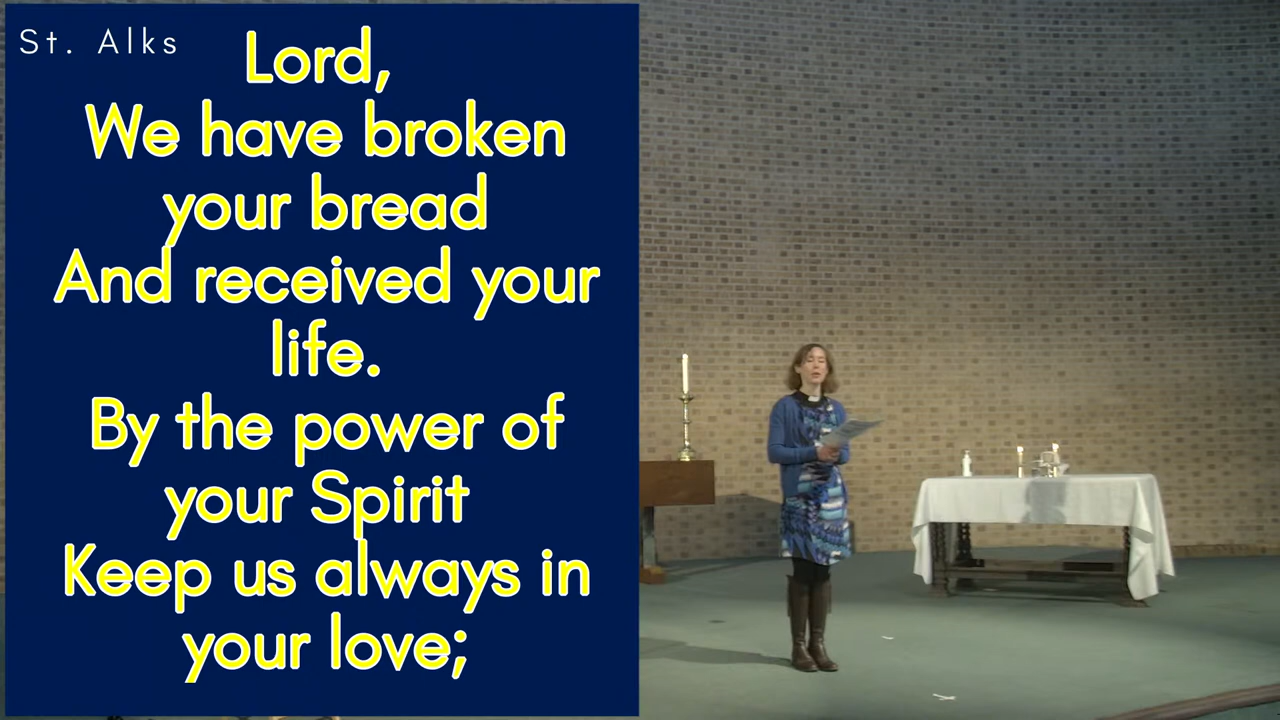 St. Alks
Lord,
We have broken
your bread
And received your
life.
By the power of
your Spirit
Keep us always in
your love;